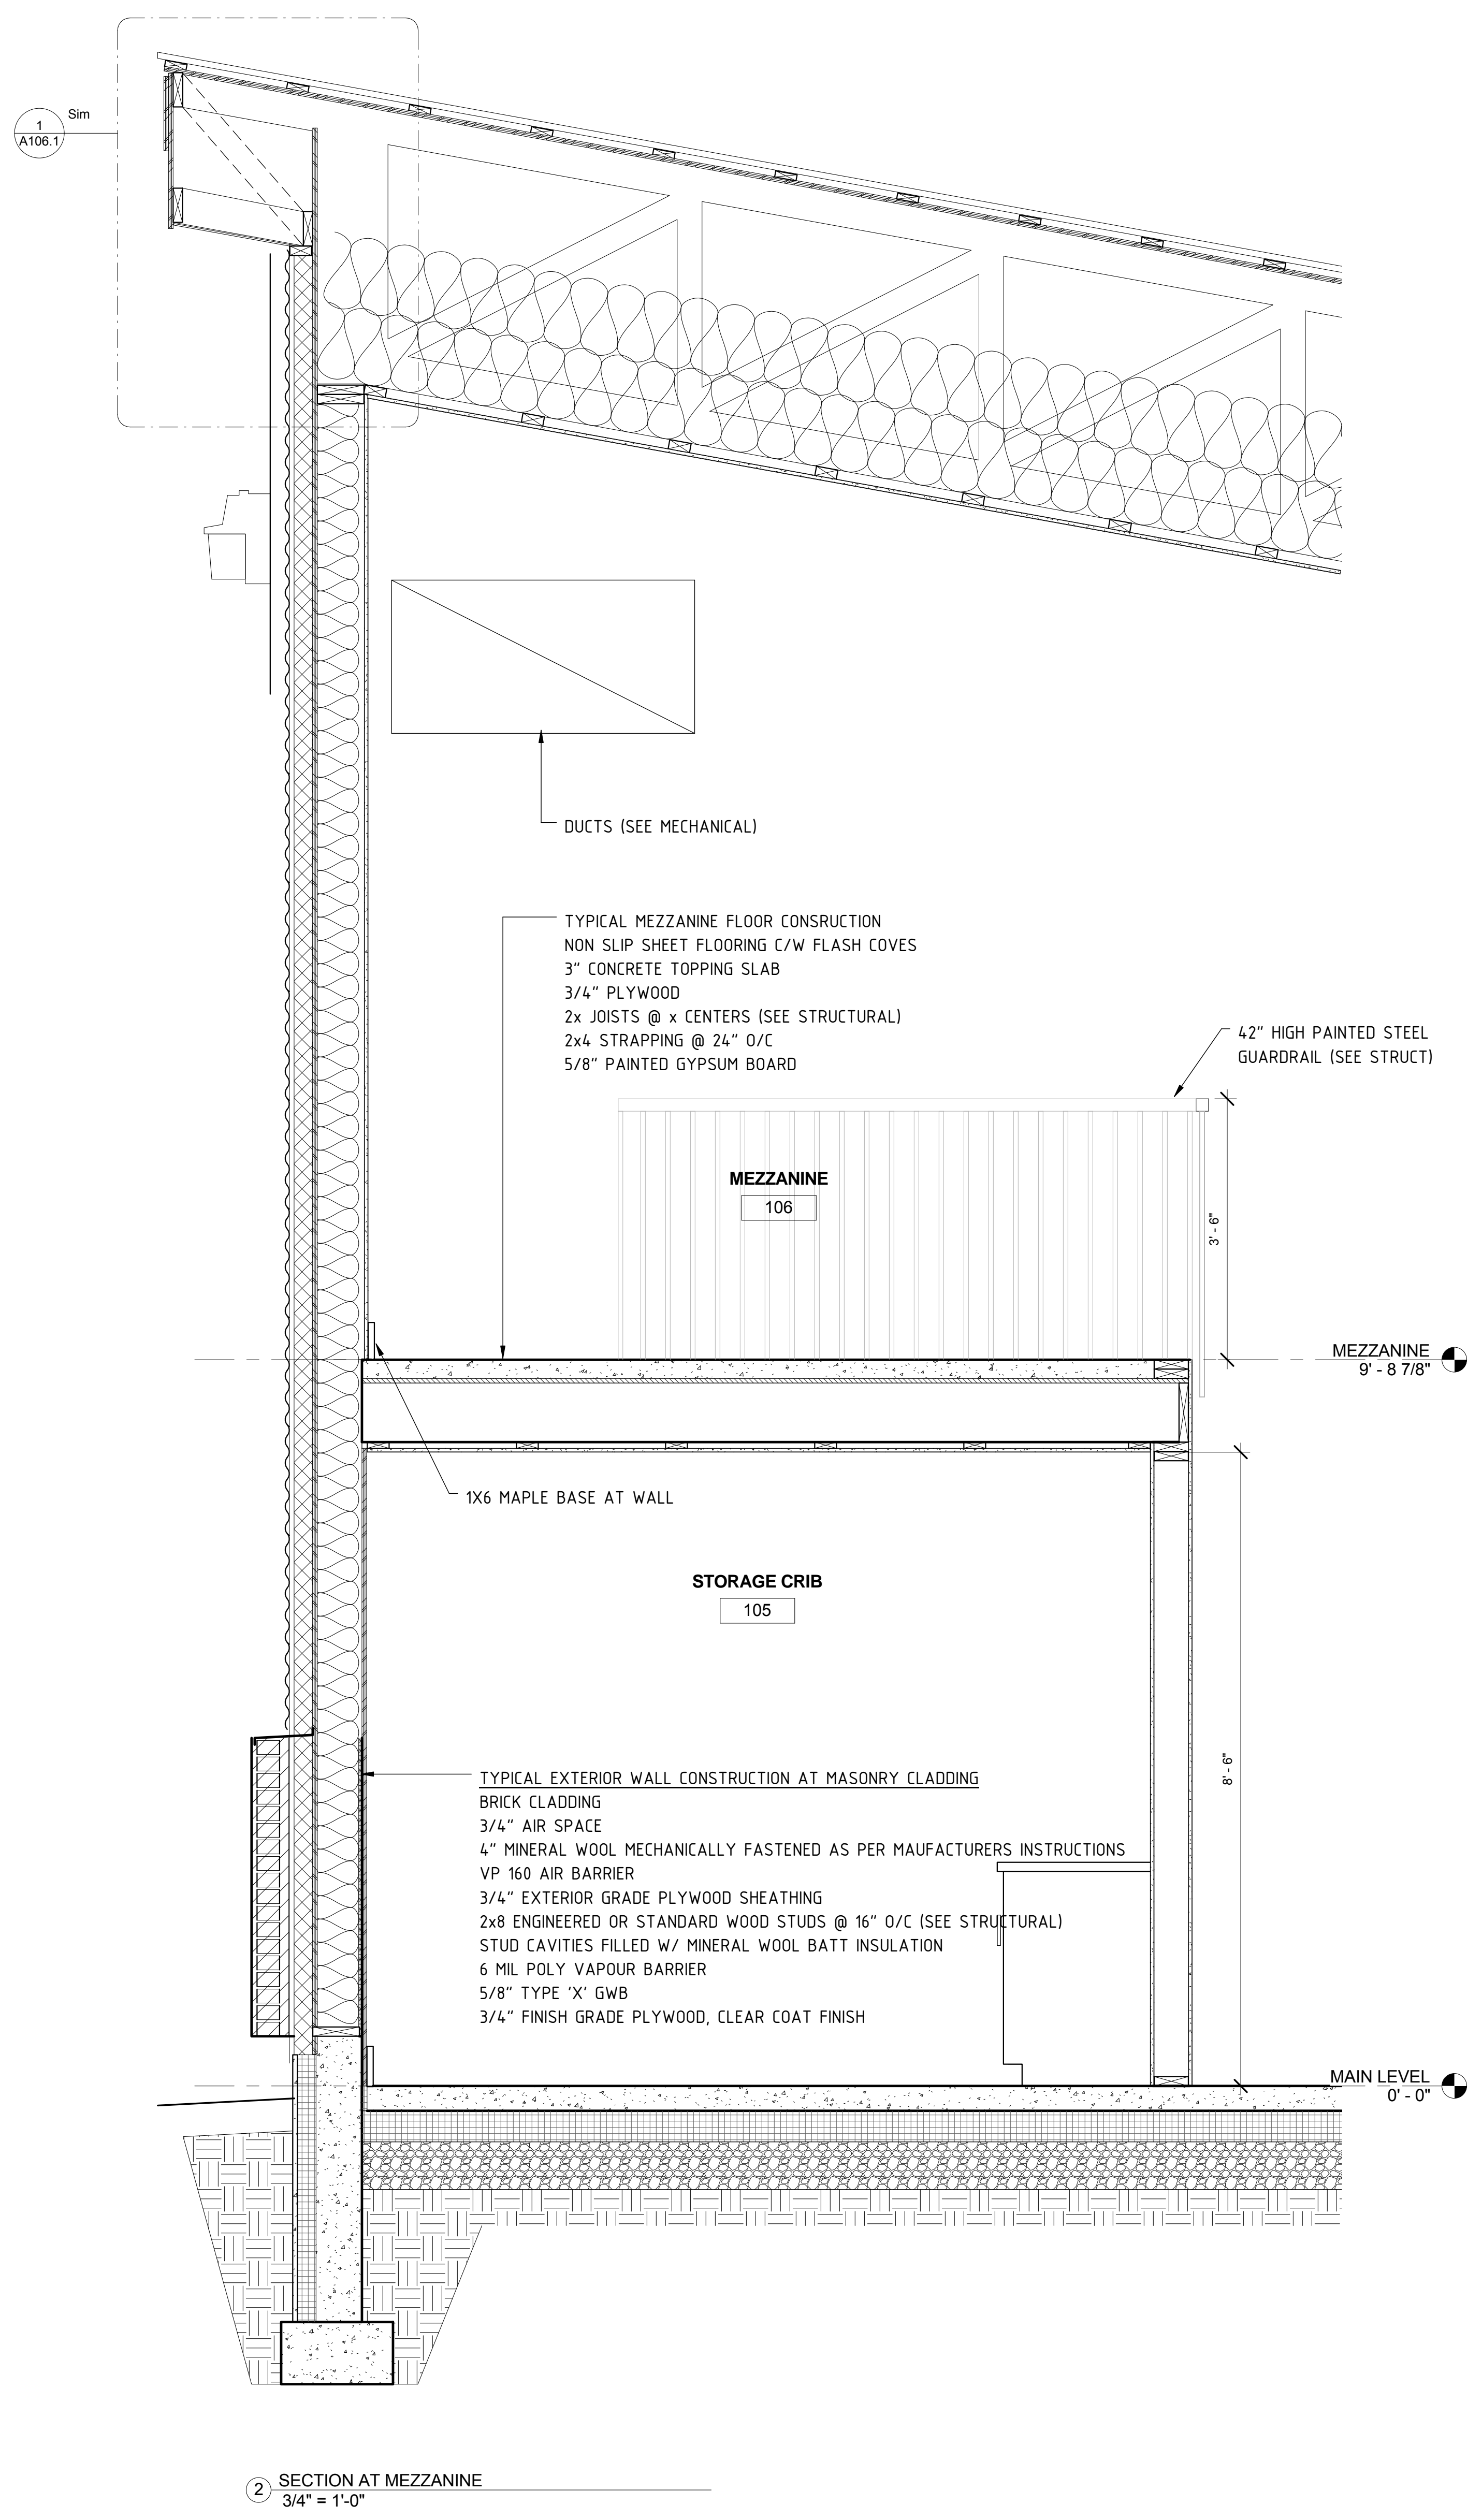 1
A106.1
Sim
DUCTS (SEE MECHANICAL)
TYPICAL MEZZANINE FLOOR CONSRUCTION
NON SLIP SHEET FLOORING C/W FLASH COVES
3" CONCRETE TOPPING SLAB
3/4" PLYWOOD
2x JOISTS @ x CENTERS (SEE STRUCTURAL)
2x4 STRAPPING @ 24" O/C
5/8" PAINTED GYPSUM BOARD
42" HIGH PAINTED STEEL
GUARDRAIL (SEE STRUCT)
MEZZANINE
106
3' - 6"
MEZZANINE
9' - 8 7/8"
1X6 MAPLE BASE AT WALL
STORAGE CRIB
105
8' - 6"
TYPICAL EXTERIOR WALL CONSTRUCTION AT MASONRY CLADDING
BRICK CLADDING
3/4" AIR SPACE
4" MINERAL WOOL MECHANICALLY FASTENED AS PER MAUFACTURERS INSTRUCTIONS
VP 160 AIR BARRIER
3/4" EXTERIOR GRADE PLYWOOD SHEATHING
2x8 ENGINEERED OR STANDARD WOOD STUDS @ 16" O/C (SEE STRUCTURAL)
STUD CAVITIES FILLED W/ MINERAL WOOL BATT INSULATION
6 MIL POLY VAPOUR BARRIER
5/8" TYPE 'X' GWB
3/4" FINISH GRADE PLYWOOD, CLEAR COAT FINISH
MAIN LEVEL
0' - 0"
2
SECTION AT MEZZANINE
3/4" = 1'-0"